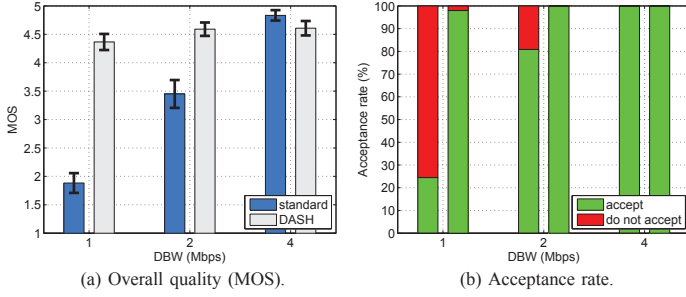 5
4.5
4
3.5
3
2.5
2
1.5
1
MOS
1
2
4
DBW (Mbps)
standard
DASH
(a) Overall quality (MOS).
100
90
80
70
60
50
40
30
20
10
0
Acceptance rate (%)
1
2
4
DBW (Mbps)
accept
do not accept
(b) Acceptance rate.